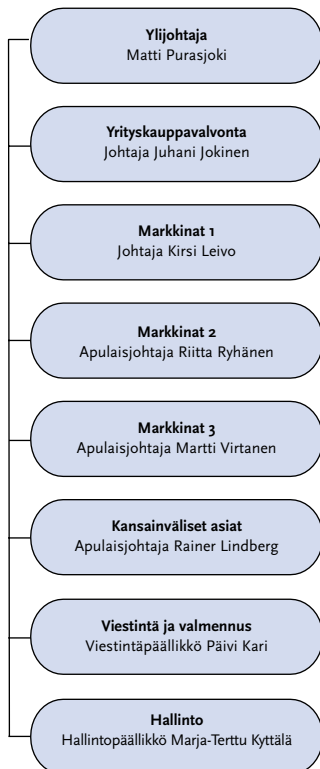 Ylijohtaja
Matti Purasjoki
Yrityskauppavalvonta
Johtaja Juhani Jokinen
Markkinat 1
Johtaja Kirsi Leivo
Markkinat 2
Apulaisjohtaja Riitta Ryhänen
Markkinat 3
Apulaisjohtaja Martti Virtanen
Kansainväliset asiat
Apulaisjohtaja Rainer Lindberg
Viestintä ja valmennus
Viestintäpäällikkö Päivi Kari
Hallinto
Hallintopäällikkö Marja-Terttu Kyttälä